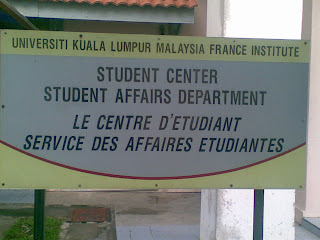 UNIVERSITI KUALA LUMPUR MALAYSIA FRANCE INSTITUTE
STUDENT CENTER
STUDENT AFFAIRS DEPARTMENT
LE CENTRE D'ETUDIANT
SERVICE DES AFFAIRES ETUDIANTES